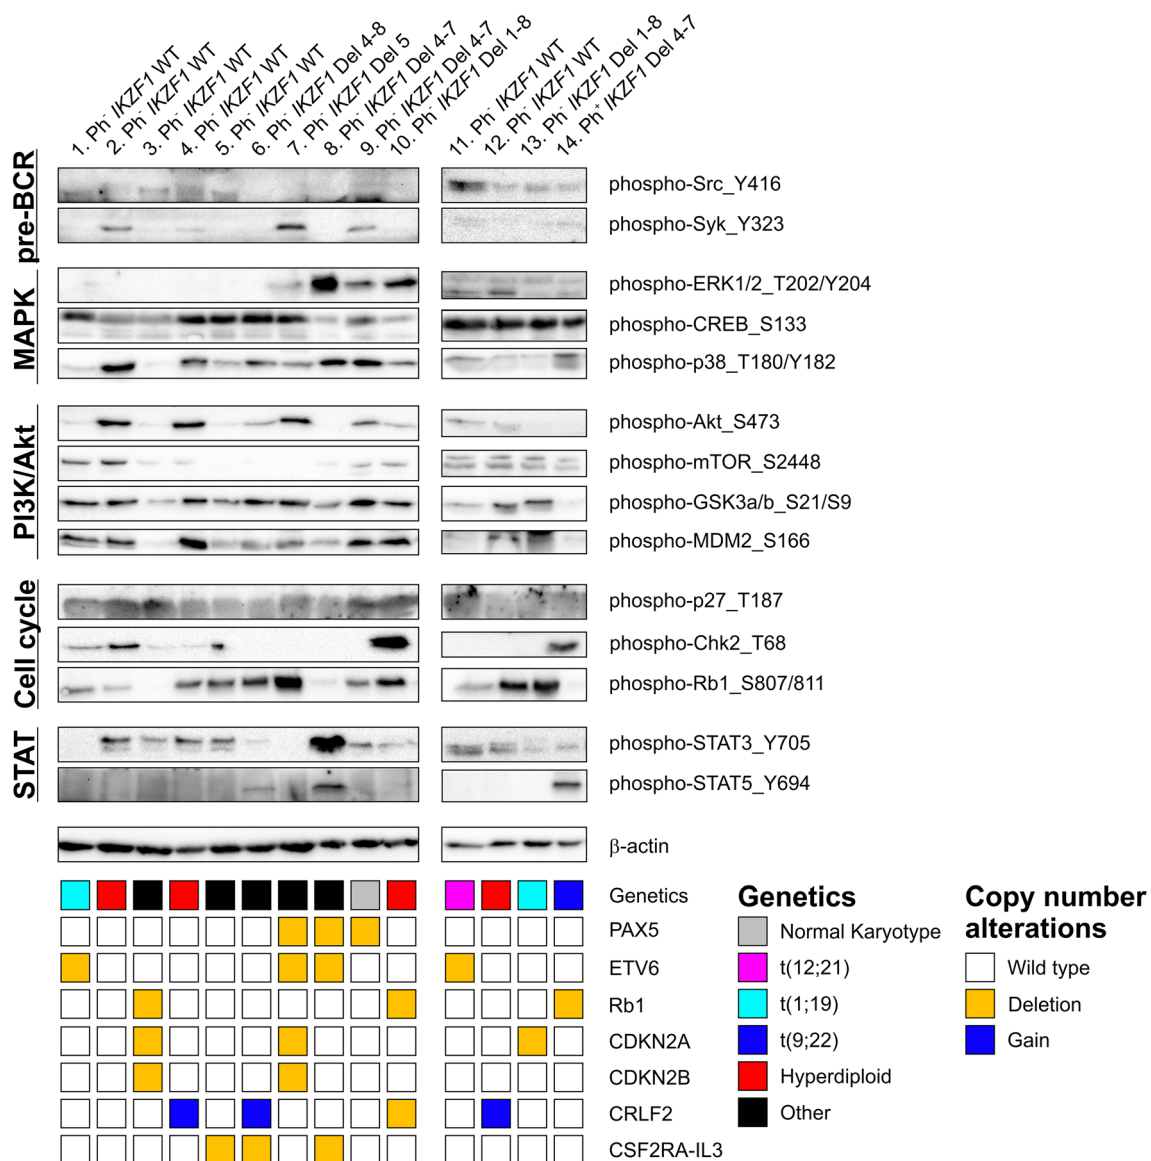 1. Ph- IKZF1 WT
2. Ph- IKZF1 WT
3. Ph- IKZF1 WT
4. Ph- IKZF1 WT
5. Ph- IKZF1 WT
6. Ph- IKZF1 Del 4-8
7. Ph- IKZF1 Del 5
8. Ph- IKZF1 Del 4-7
9. Ph- IKZF1 Del 4-7
10. Ph- IKZF1 Del 1-8
11. Ph- IKZF1 WT
12. Ph- IKZF1 WT
13. Ph- IKZF1 Del 1-8
14. Ph+ IKZF1 Del 4-7
pre-BCR
phospho-Src_Y416
phospho-Syk_Y323
MAPK
phospho-ERK1/2_T202/Y204
phospho-CREB_S133
phospho-p38_T180/Y182
PI3K/Akt
phospho-Akt_S473
phospho-mTOR_S2448
phospho-GSK3a/b_S21/S9
phospho-MDM2_S166
Cell cycle
phospho-p27_T187
phospho-Chk2_T68
phospho-Rb1_S807/811
STAT
phospho-STAT3_Y705
phospho-STAT5_Y694
β-actin
Genetics
PAX5
ETV6
Rb1
CDKN2A
CDKN2B
CRLF2
CSF2RA-IL3
Genetics
Normal Karyotype
t(12;21)
t(1;19)
t(9;22)
Hyperdiploid
Other
Copy number
alterations
Wild type
Deletion
Gain